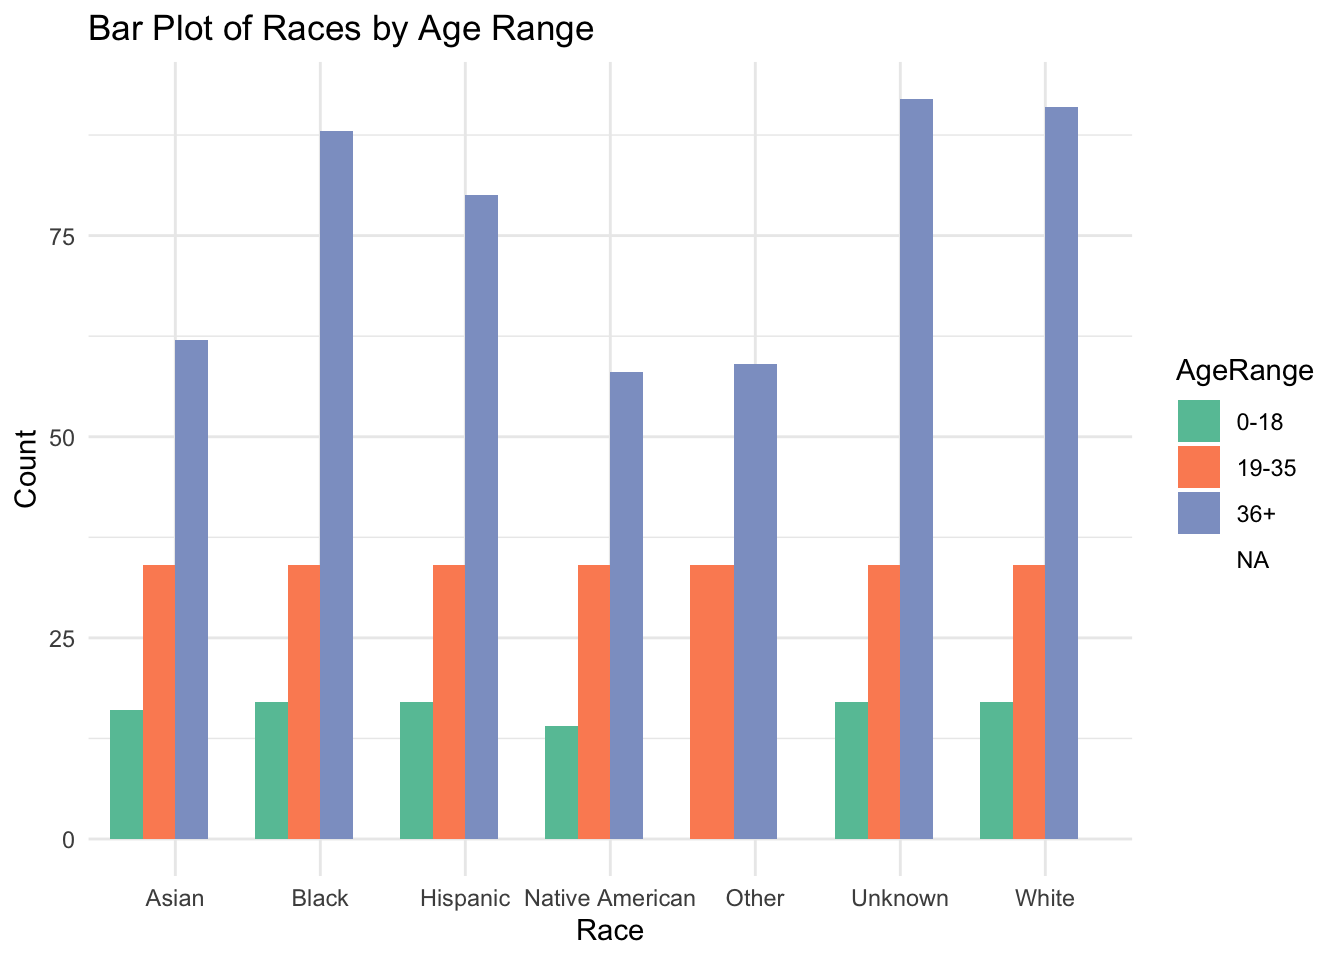 Bar Plot of Races by Age Range
Count
75
50
25
0
Asian Black Hispanic Native American Other Unknown White
Race
AgeRange
0-18
19-35
36+
NA